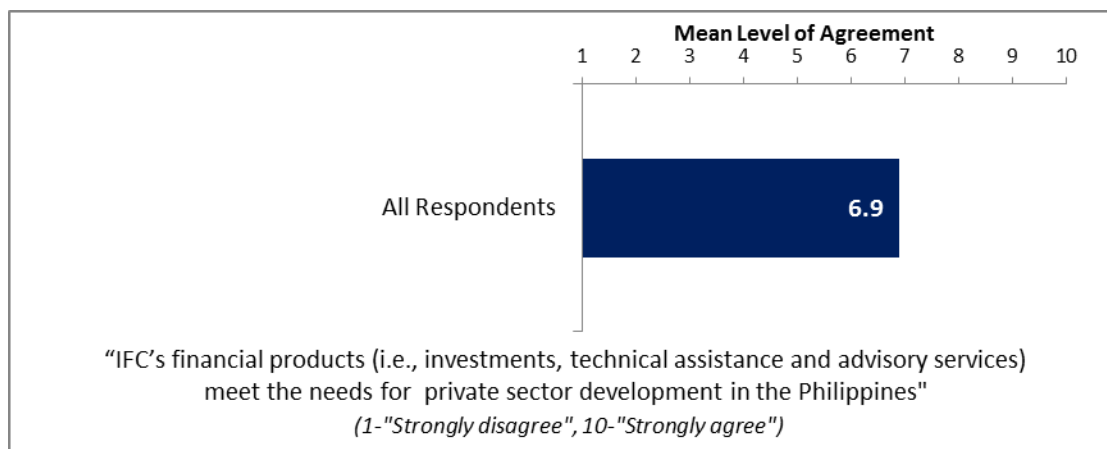 Mean Level of Agreement
1 2 3 4 5 6 7 8 9 10
All Respondents 6.9
“IFC’s financial products (i.e., investments, technical assistance and advisory services)
meet the needs for private sector development in the Philippines"
(1-"Strongly disagree", 10-"Strongly agree")